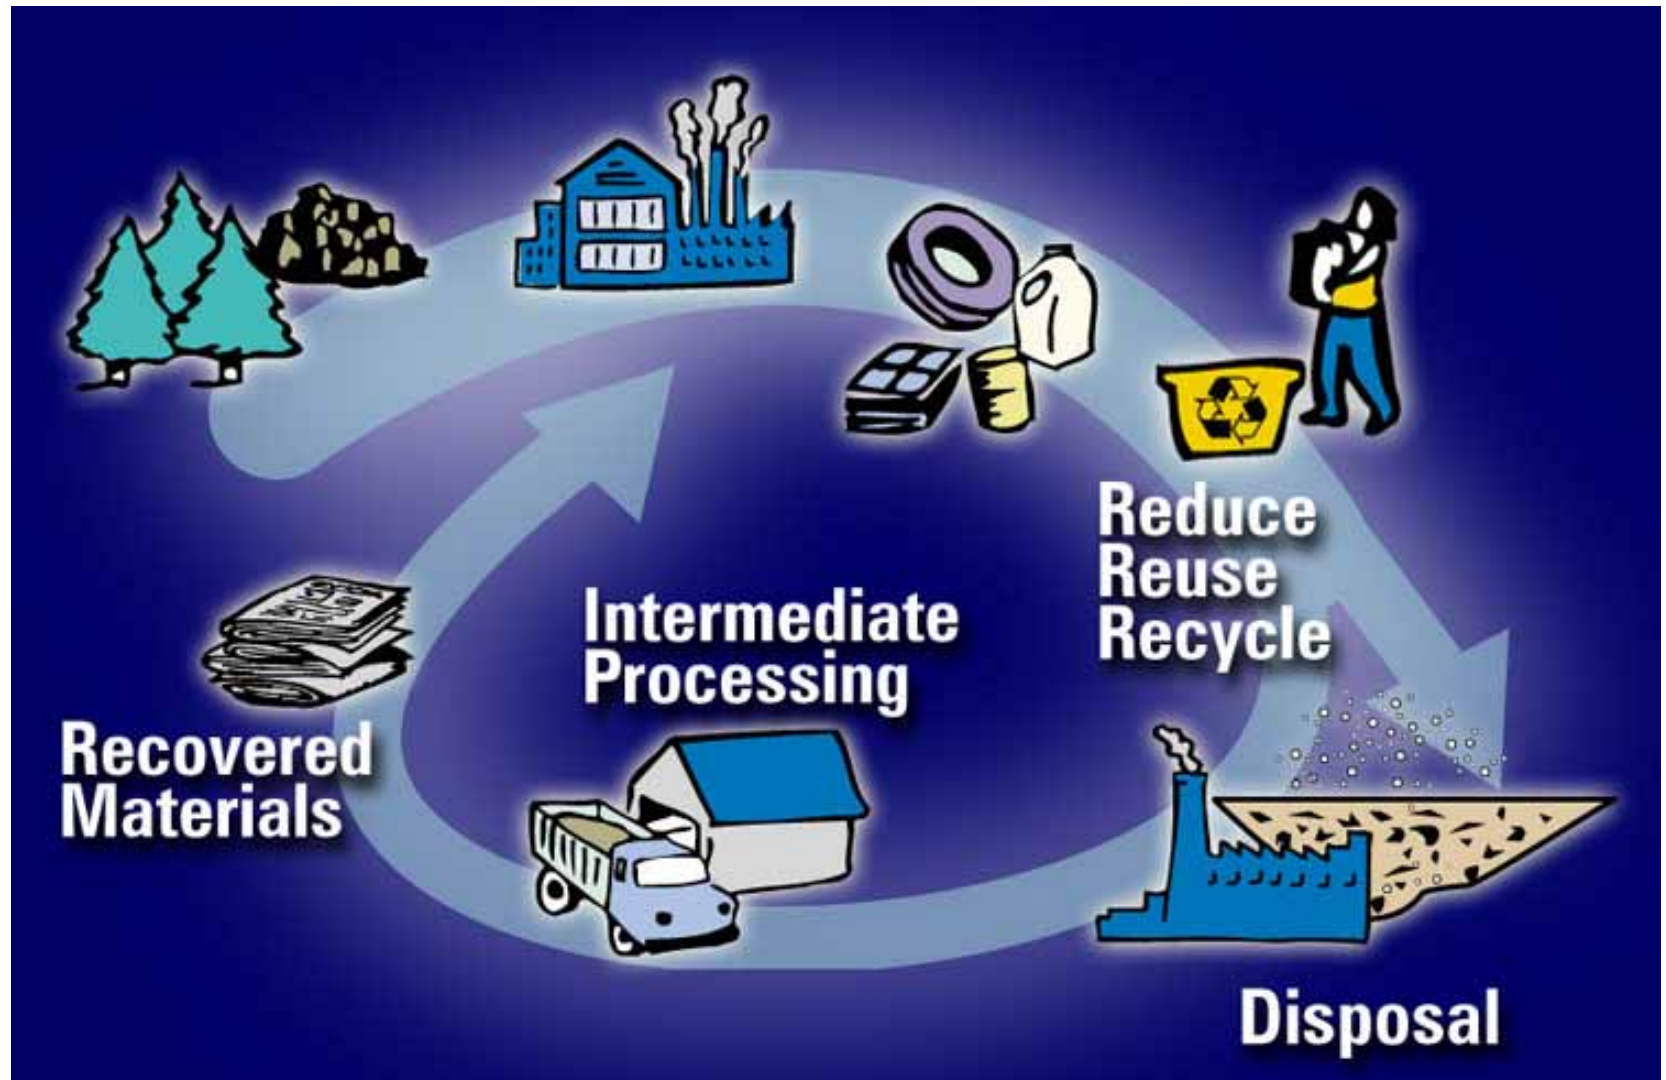 Reduce
Reuse
Recycle
Intermediate
Processing
Recovered
Materials
Disposal